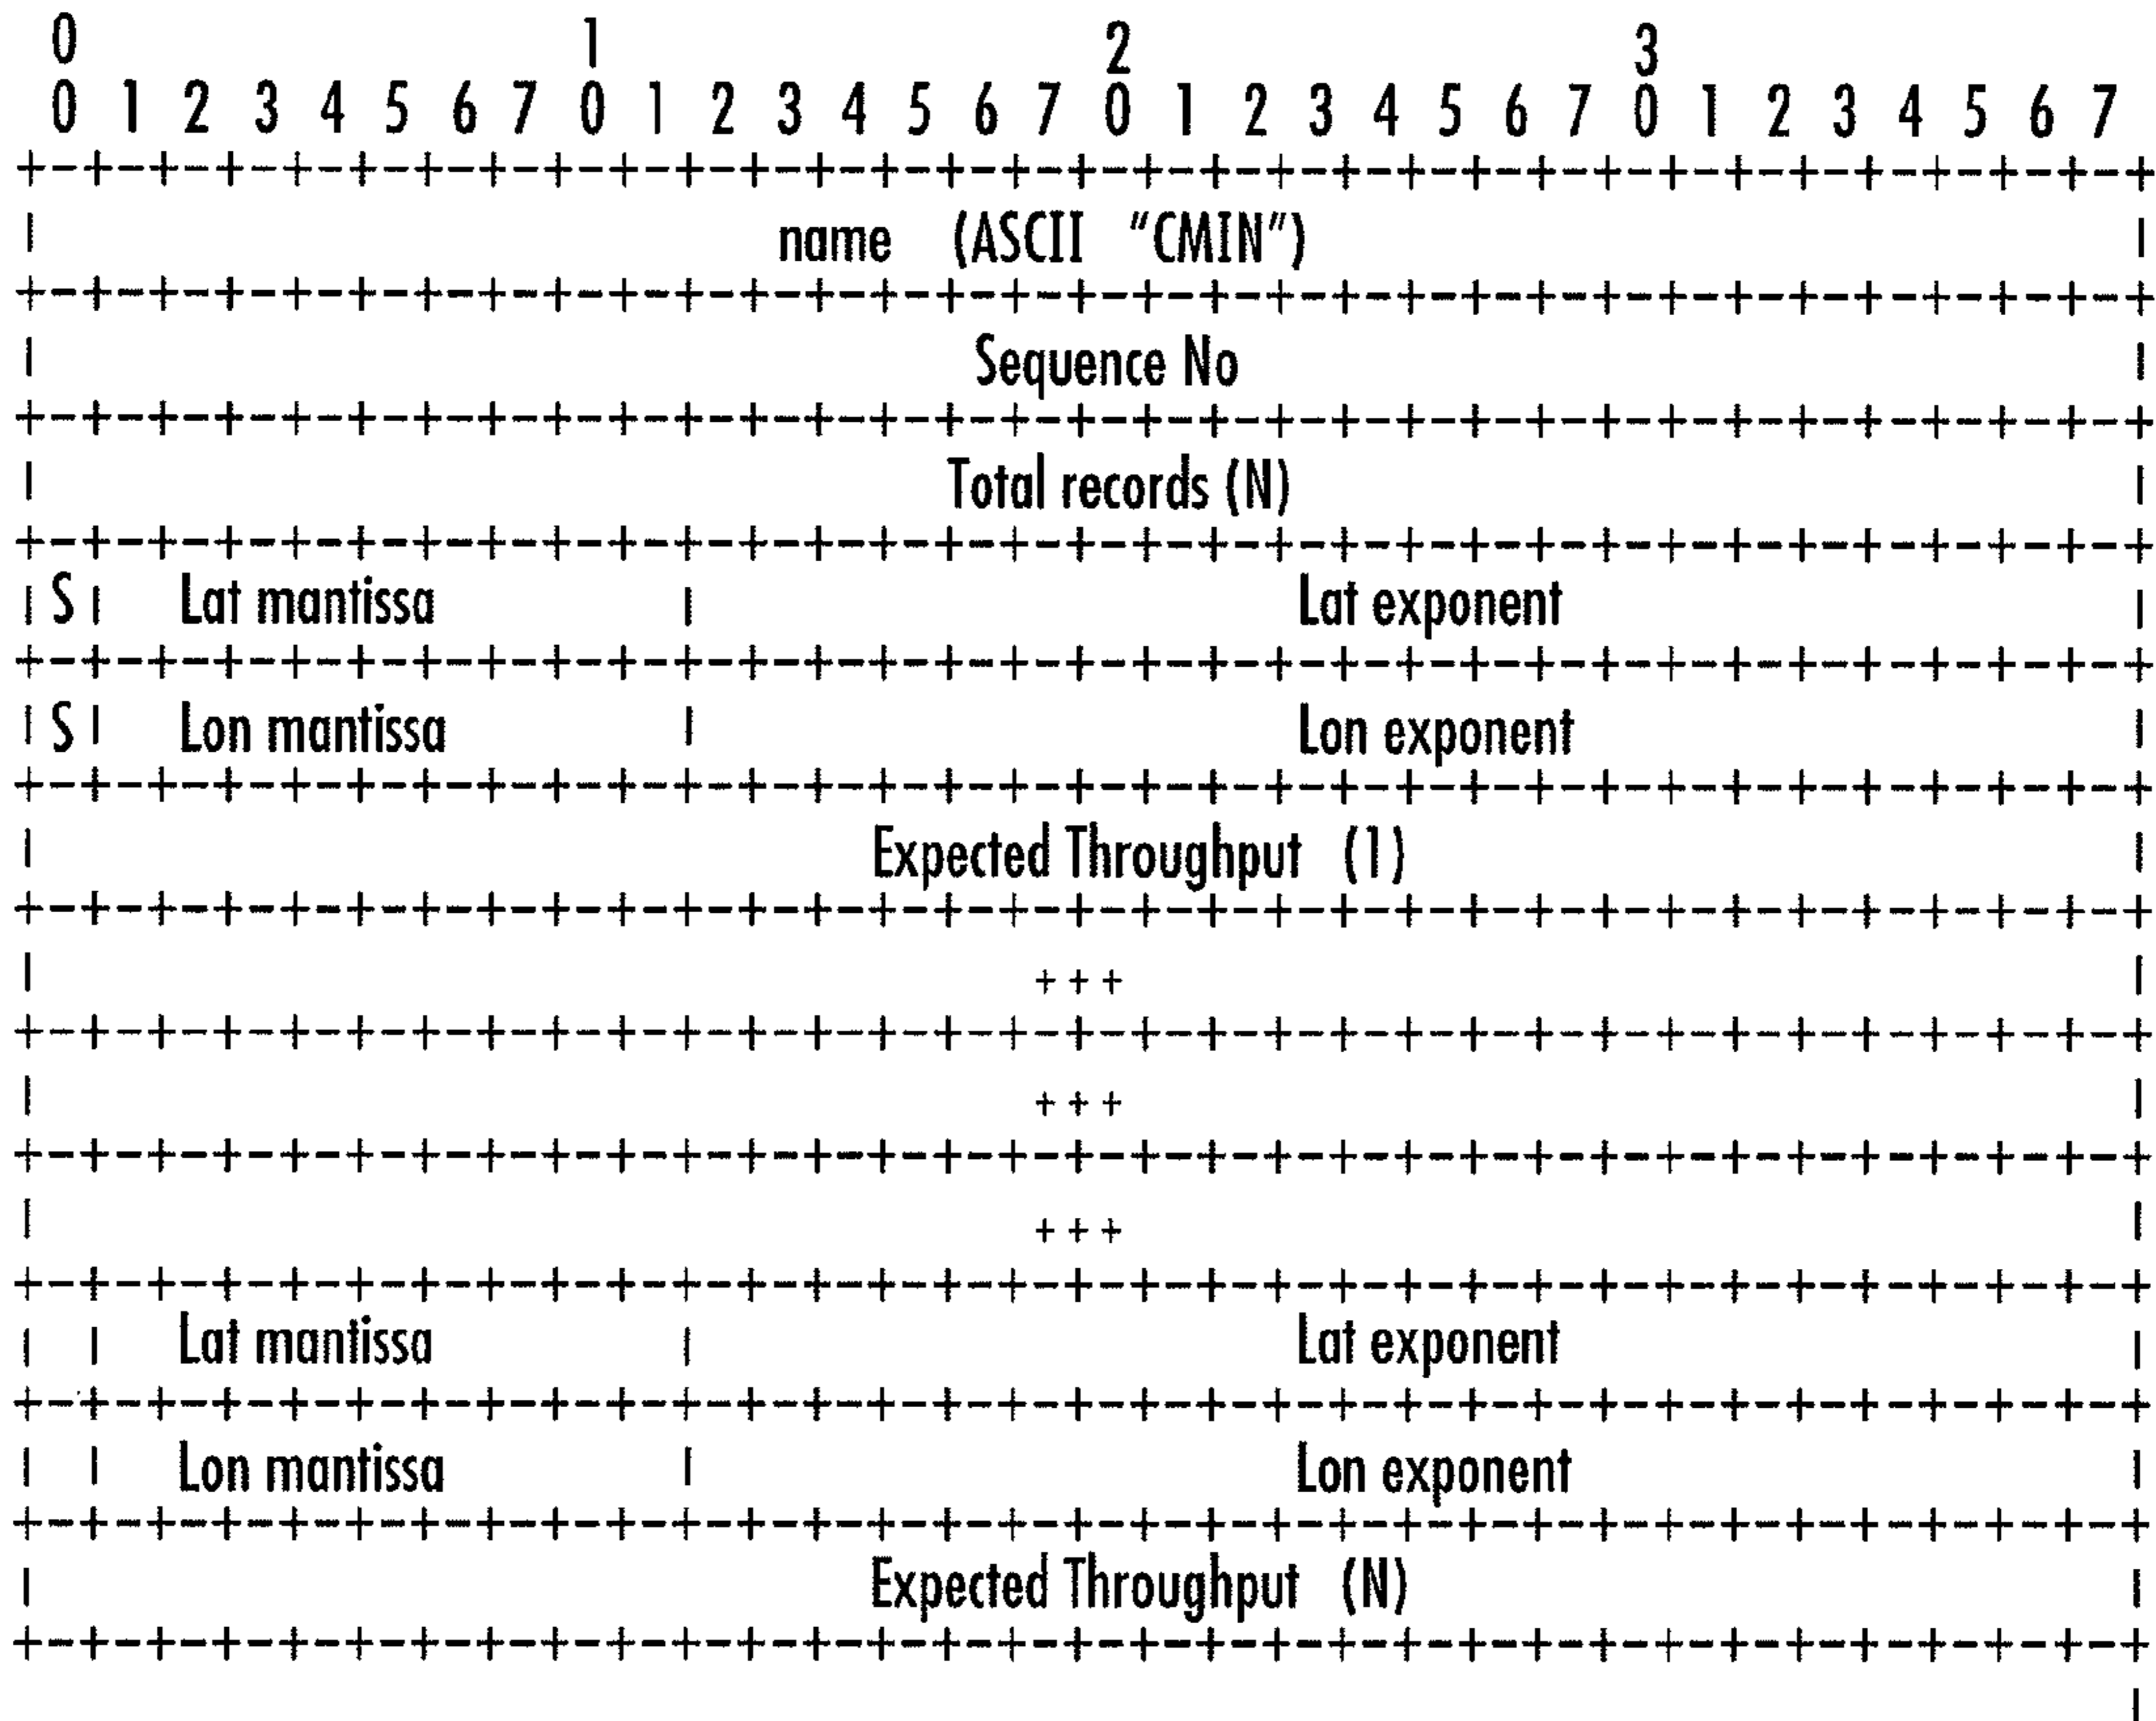 0 1 2 3
0 1 2 3 4 5 6 7 0 1 2 3 4 5 6 7 0 1 2 3 4 5 6 7 0 1 2 3 4 5 6 7
+-+-+-+-+-+-+-+-+-+-+-+-+-+-+-+-+-+-+-+-+-+-+-+-+-+-+-+-+-+-+-+-+
| name (ASCII "CMIN") |
+-+-+-+-+-+-+-+-+-+-+-+-+-+-+-+-+-+-+-+-+-+-+-+-+-+-+-+-+-+-+-+-+
| Sequence No |
+-+-+-+-+-+-+-+-+-+-+-+-+-+-+-+-+-+-+-+-+-+-+-+-+-+-+-+-+-+-+-+-+
| Total records (N) |
+-+-+-+-+-+-+-+-+-+-+-+-+-+-+-+-+-+-+-+-+-+-+-+-+-+-+-+-+-+-+-+-+
| S | Lat mantissa | Lat exponent |
+-+-+-+-+-+-+-+-+-+-+-+-+-+-+-+-+-+-+-+-+-+-+-+-+-+-+-+-+-+-+-+-+
| S | Lon mantissa | Lon exponent |
+-+-+-+-+-+-+-+-+-+-+-+-+-+-+-+-+-+-+-+-+-+-+-+-+-+-+-+-+-+-+-+-+
| Expected Throughput (1) |
+-+-+-+-+-+-+-+-+-+-+-+-+-+-+-+-+-+-+-+-+-+-+-+-+-+-+-+-+-+-+-+-+
| +++ |
+-+-+-+-+-+-+-+-+-+-+-+-+-+-+-+-+-+-+-+-+-+-+-+-+-+-+-+-+-+-+-+-+
| +++ |
+-+-+-+-+-+-+-+-+-+-+-+-+-+-+-+-+-+-+-+-+-+-+-+-+-+-+-+-+-+-+-+-+
| +++ |
+-+-+-+-+-+-+-+-+-+-+-+-+-+-+-+-+-+-+-+-+-+-+-+-+-+-+-+-+-+-+-+-+
| | Lat mantissa | Lat exponent |
+-+-+-+-+-+-+-+-+-+-+-+-+-+-+-+-+-+-+-+-+-+-+-+-+-+-+-+-+-+-+-+-+
| | Lon mantissa | Lon exponent |
+-+-+-+-+-+-+-+-+-+-+-+-+-+-+-+-+-+-+-+-+-+-+-+-+-+-+-+-+-+-+-+-+
| Expected Throughput (N) |
+-+-+-+-+-+-+-+-+-+-+-+-+-+-+-+-+-+-+-+-+-+-+-+-+-+-+-+-+-+-+-+-+
|